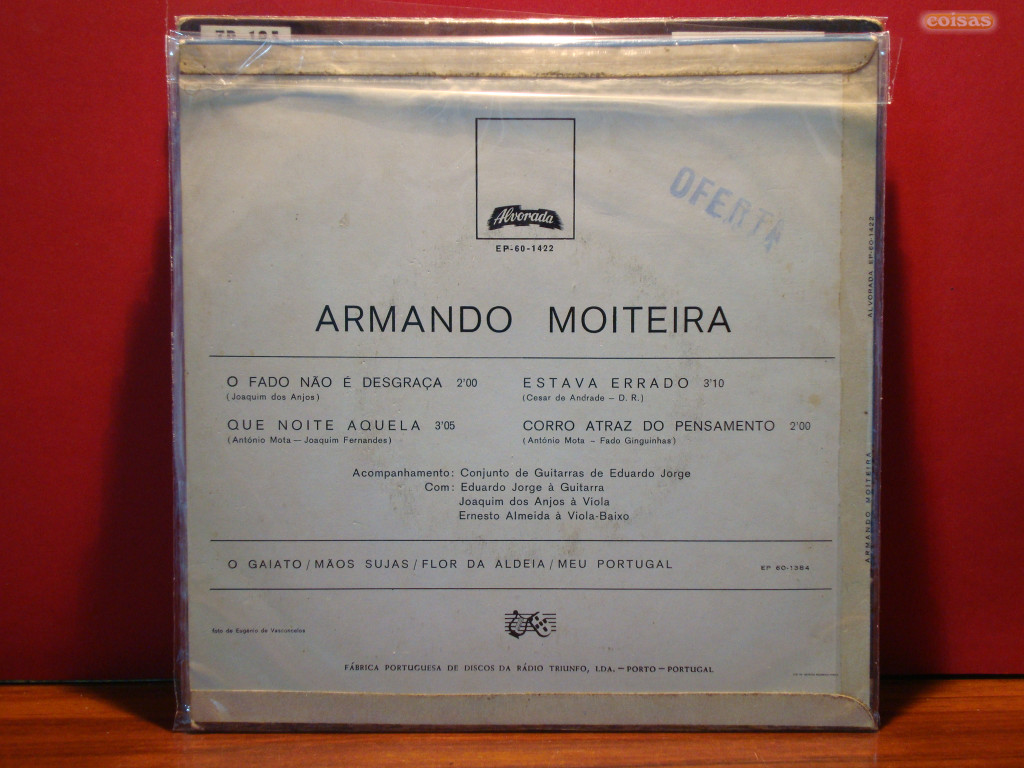 coisas
Alvorada
EP-60-1422
OFERTA
ARMANDO MOITEIRA
O FADO NÃO É DESGRAÇA 2'00
(Joaquim dos Anjos)
QUE NOITE AQUELA 3'05
(António Mota — Joaquim Fernandes)
ESTAVA ERRADO 3'10
(Cesar de Andrade – D. R.)
CORRO ATRAZ DO PENSAMENTO 2'00
(António Mota – Fado Ginguinhas)
Acompanhamento: Conjunto de Guitarras de Eduardo Jorge
Com: Eduardo Jorge à Guitarra
Joaquim dos Anjos à Viola
Ernesto Almeida à Viola-Baixo
O GAIATO / MÃOS SUJAS / FLOR DA ALDEIA / MEU PORTUGAL
EP 60-1384
foto de Eugénio de Vasconcelos
FÁBRICA PORTUGUESA DE DISCOS DA RÁDIO TRIUNFO, LDA. — PORTO — PORTUGAL
ALVORADA EP-60-1422
ARMANDO MOITEIRA